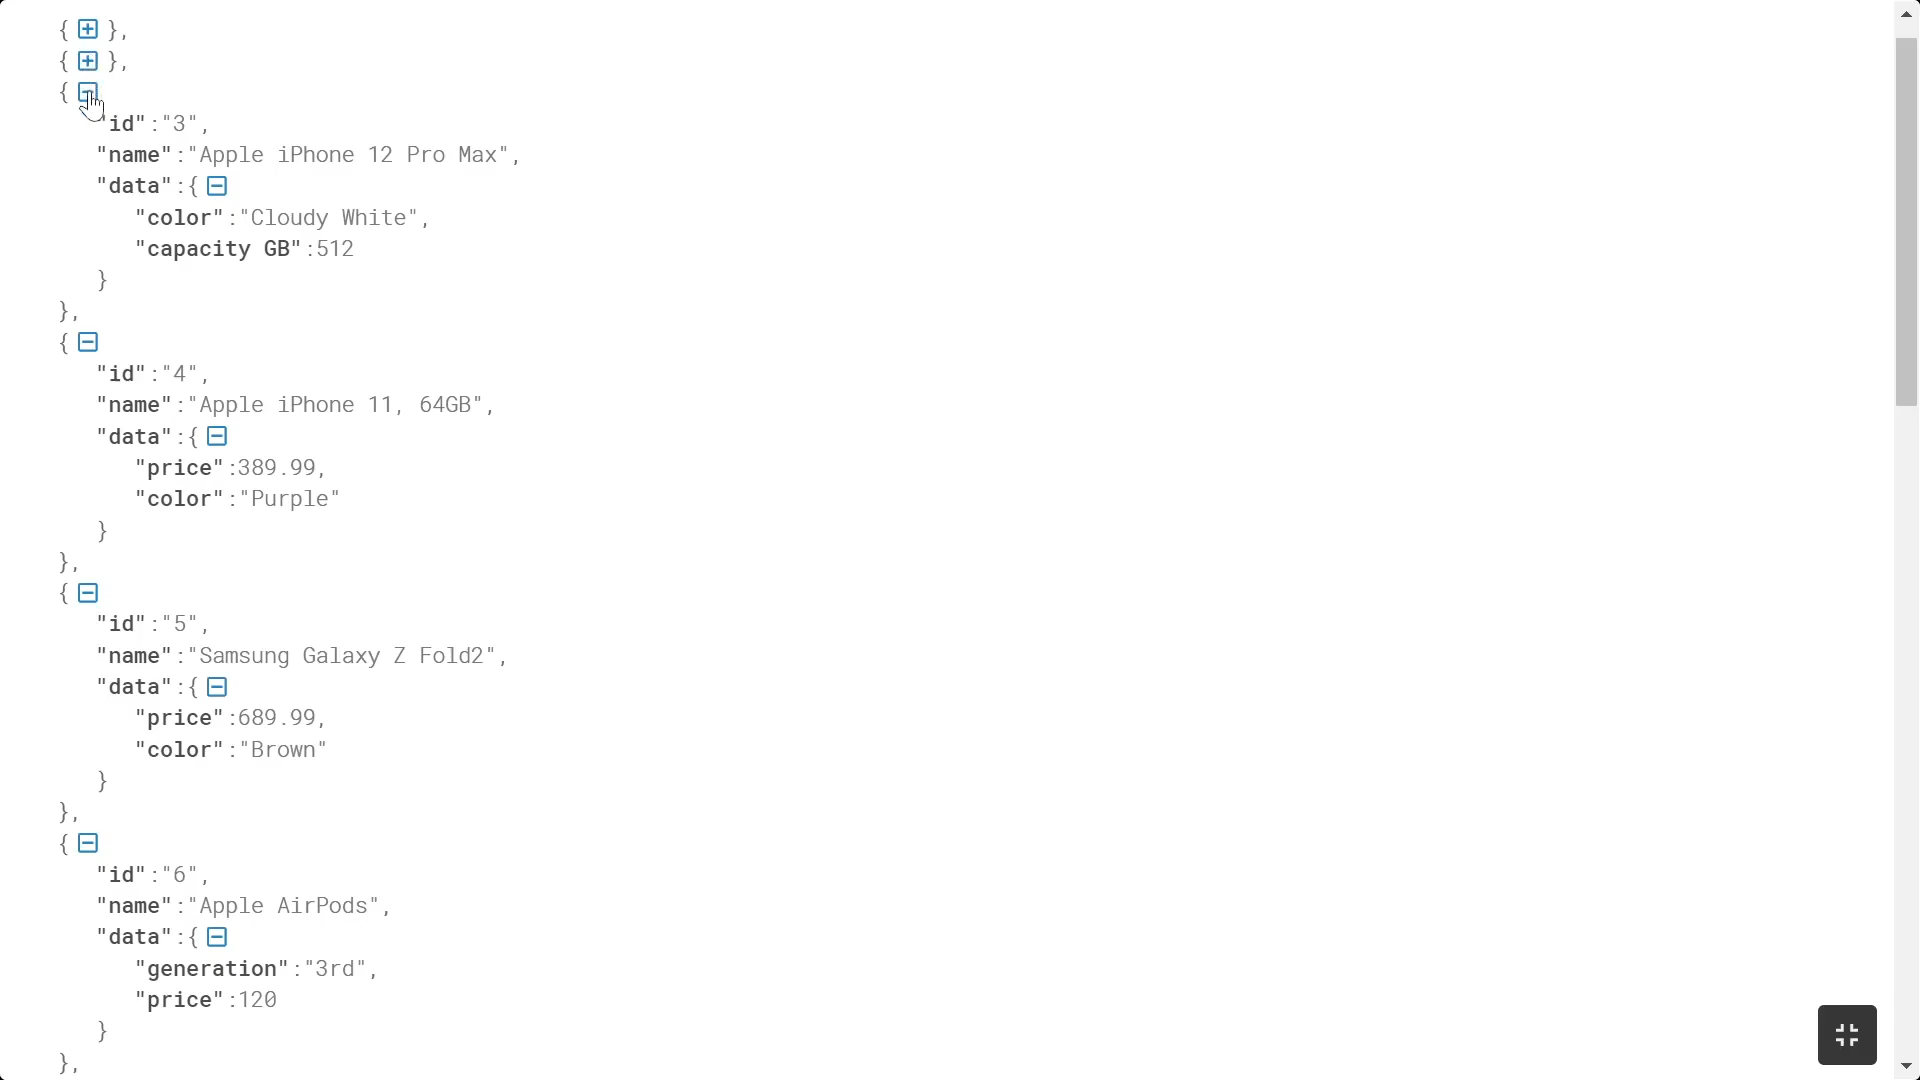 { },
{ },
{
"id":"3",
"name":"Apple iPhone 12 Pro Max",
"data":{
"color":"Cloudy White",
"capacity GB":512
}
},
{
"id":"4",
"name":"Apple iPhone 11, 64GB",
"data":{
"price":389.99,
"color":"Purple"
}
},
{
"id":"5",
"name":"Samsung Galaxy Z Fold2",
"data":{
"price":689.99,
"color":"Brown"
}
},
{
"id":"6",
"name":"Apple AirPods",
"data":{
"generation":"3rd",
"price":120
}
},